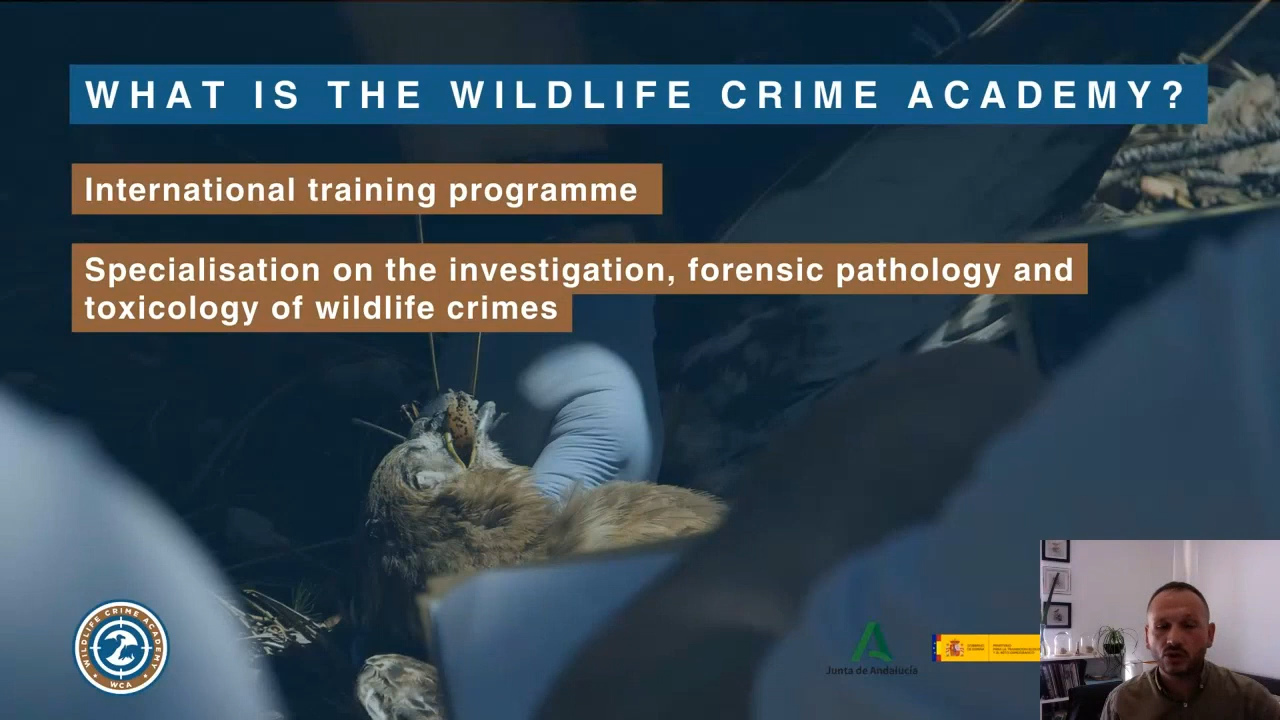 WHAT IS THE WILDLIFE CRIME ACADEMY?
International training programme
Specialisation on the investigation, forensic pathology and
toxicology of wildlife crimes
WILDLIFE CRIME ACADEMY
WCA
Junta de Andalucía